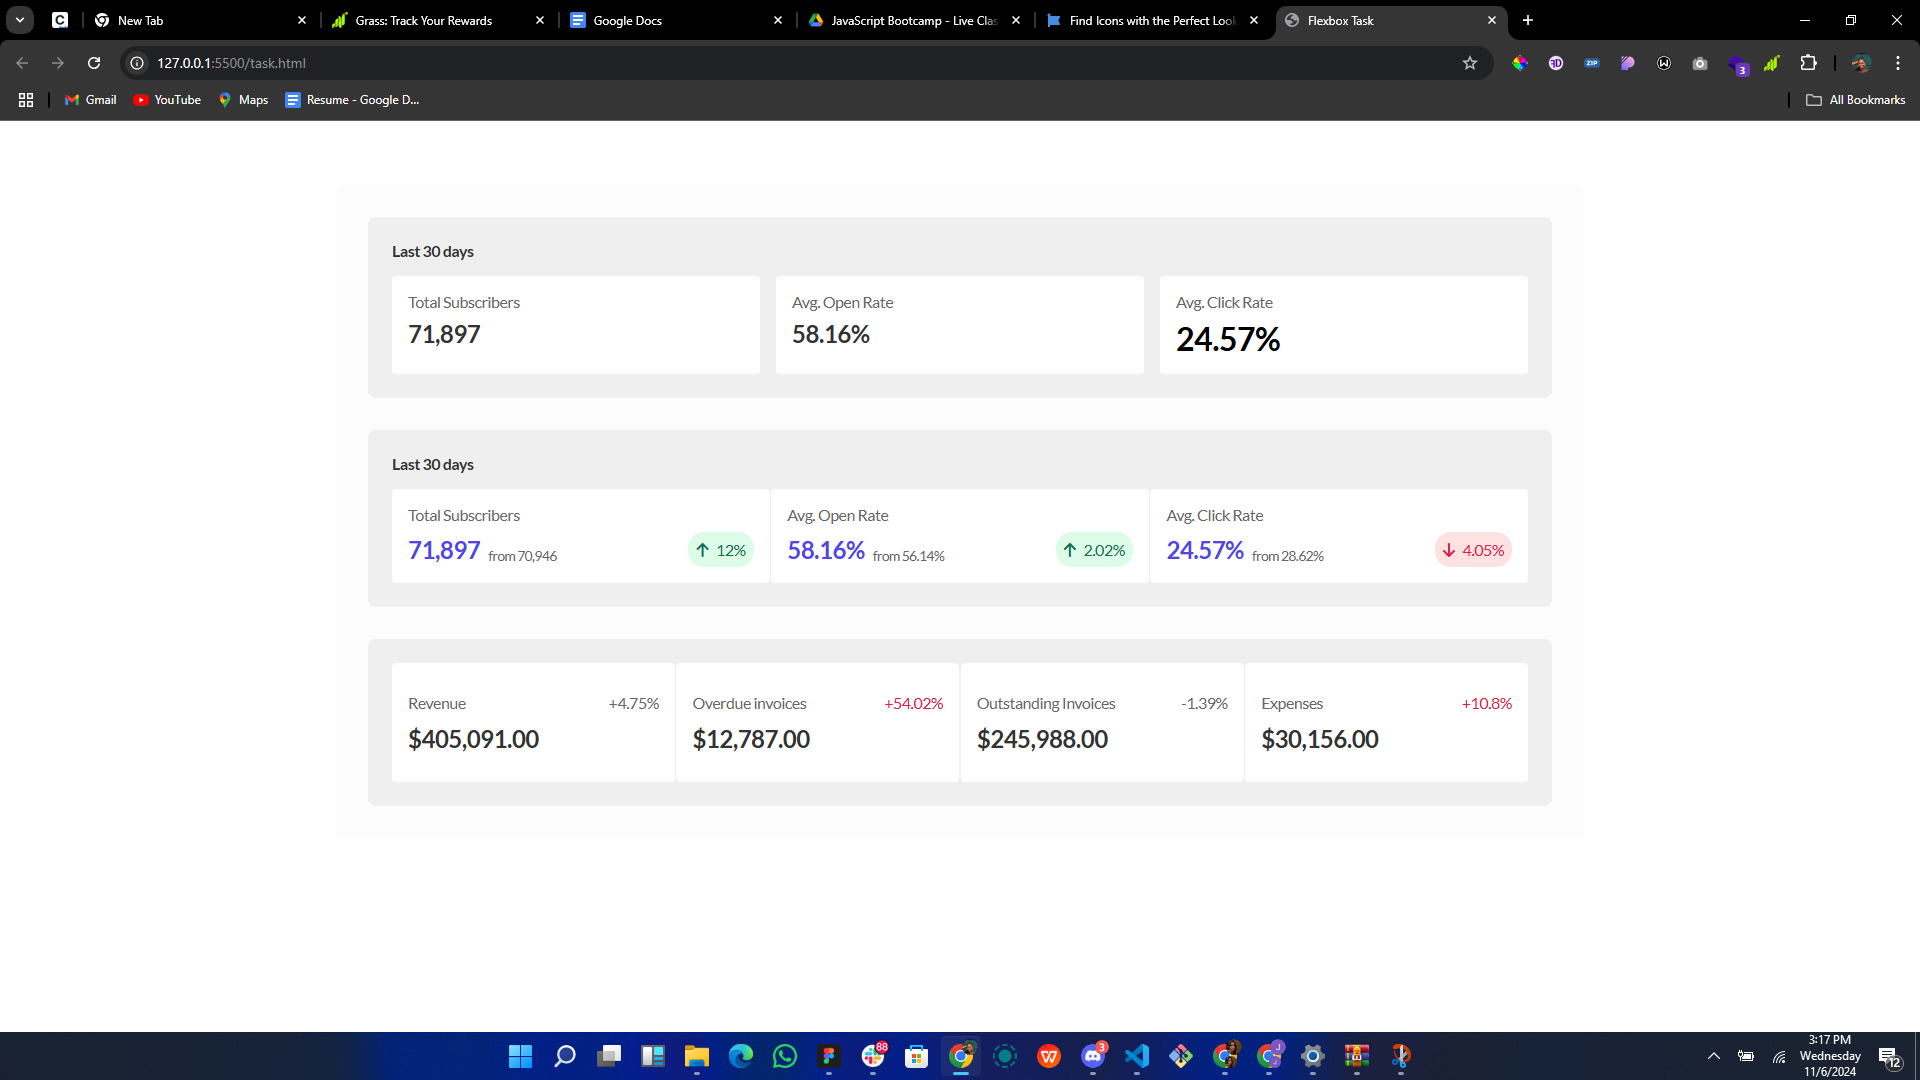 New Tab
Grass: Track Your Rewards
Google Docs
JavaScript Bootcamp - Live Clas
Find Icons with the Perfect Look
Flexbox Task
127.0.0.1:5500/task.html
ZIP
3
Gmail
YouTube
Maps
Resume - Google D...
All Bookmarks
Last 30 days
Total Subscribers
71,897
Avg. Open Rate
58.16%
Avg. Click Rate
24.57%
Last 30 days
Total Subscribers
71,897 from 70,946
12%
Avg. Open Rate
58.16% from 56.14%
2.02%
Avg. Click Rate
24.57% from 28.62%
4.05%
Revenue +4.75%
$405,091.00
Overdue invoices +54.02%
$12,787.00
Outstanding Invoices -1.39%
$245,988.00
Expenses +10.8%
$30,156.00
88
3
J
3:17 PM
Wednesday
11/6/2024
12